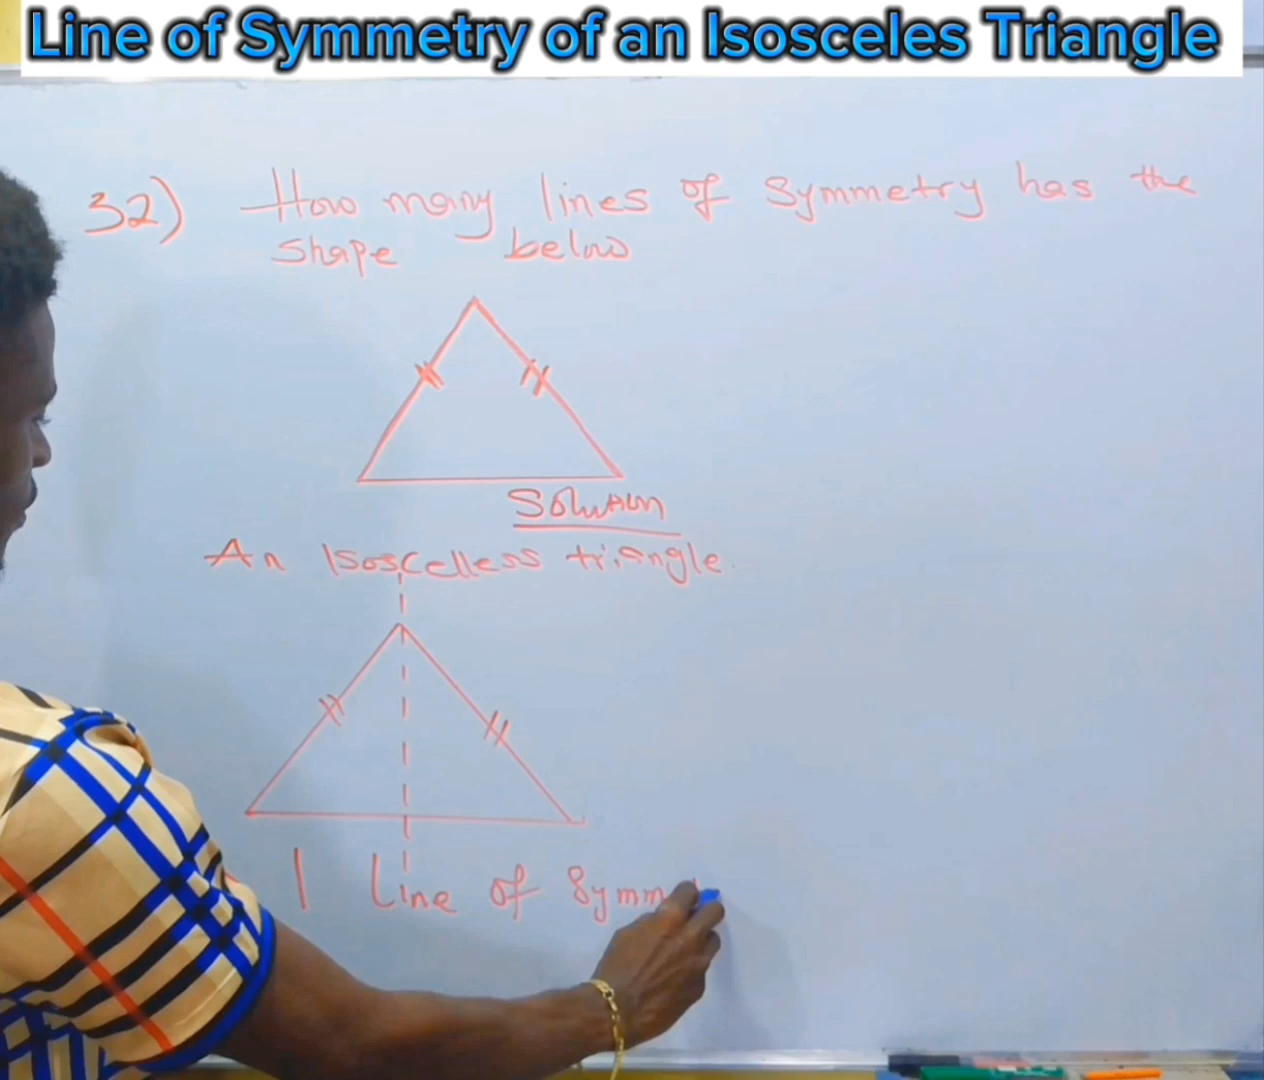 Line of Symmetry of an Isosceles Triangle
32) How many lines of symmetry has the
shape below
Solution
An Isoscelless triangle.
1 Line of Symm